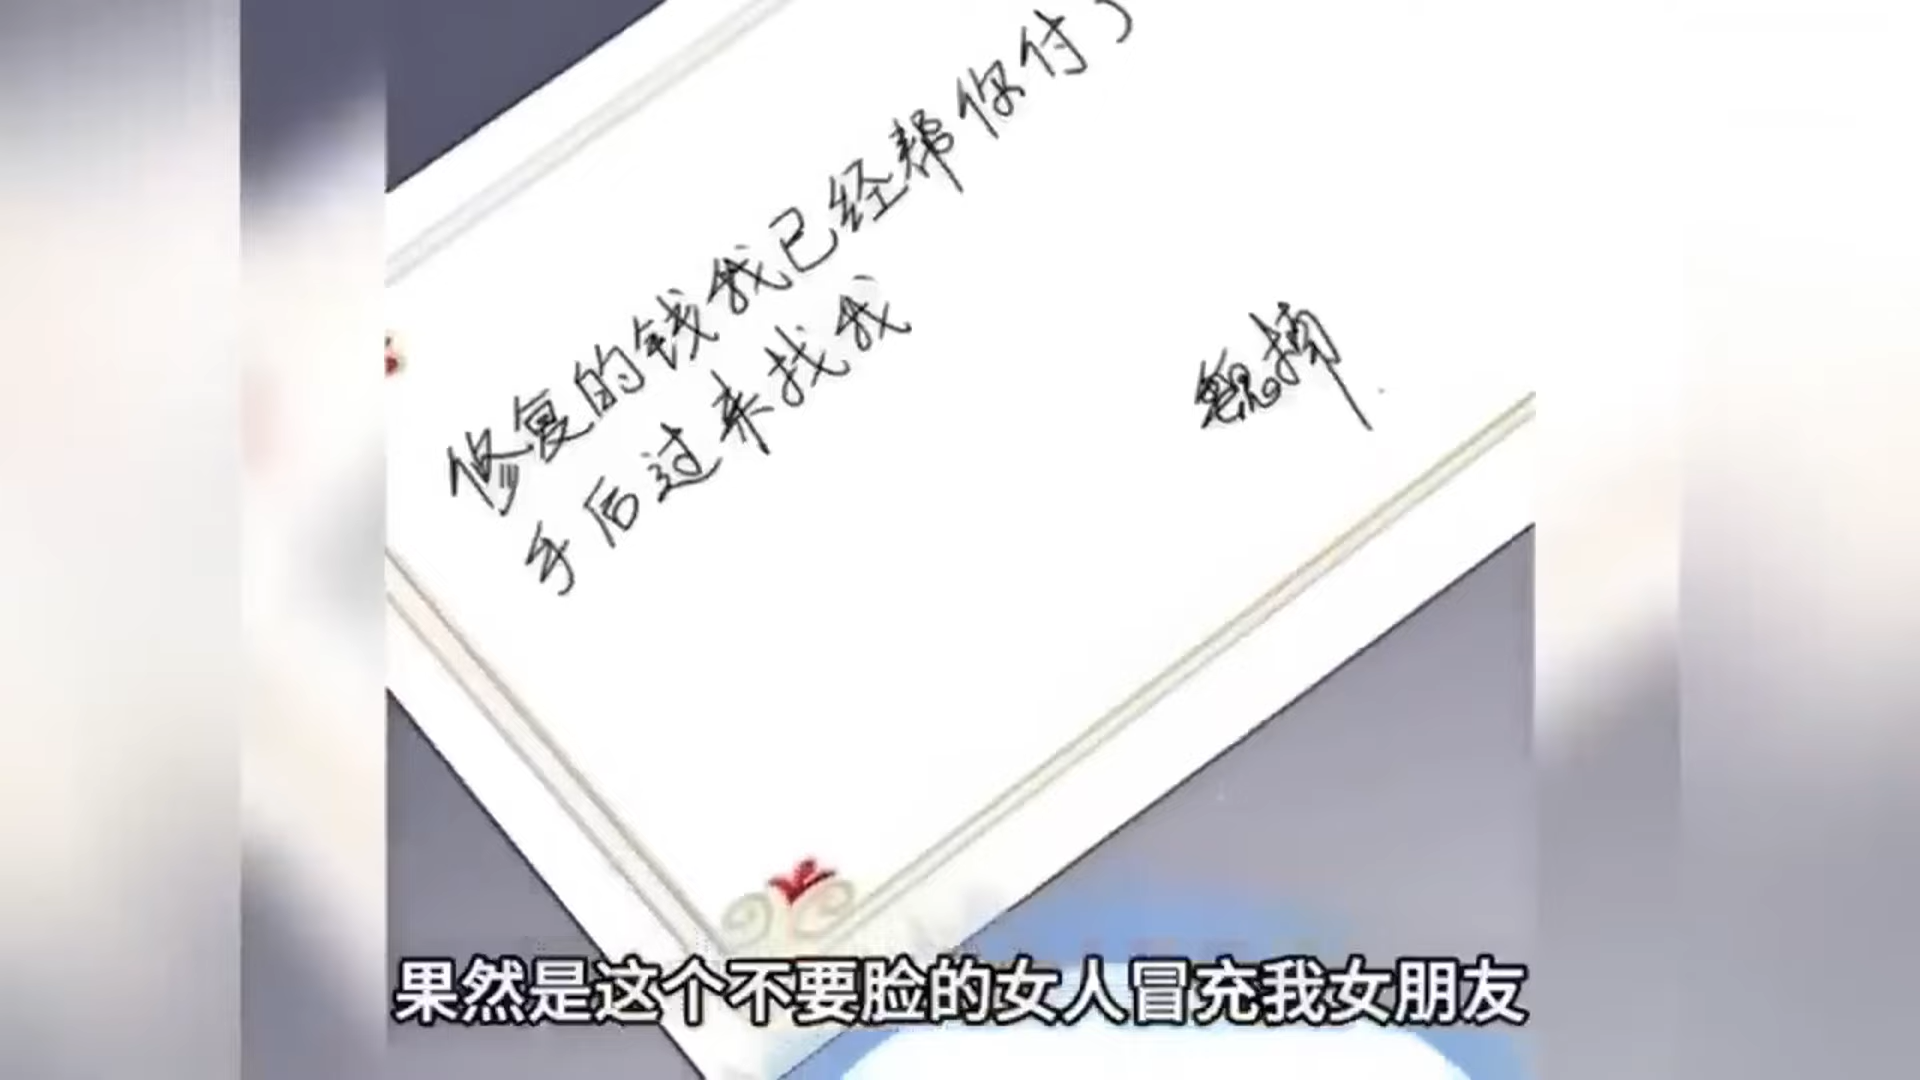 修复的钱我已经帮你付了
手后过来找我
果然是这个不要脸的女人冒充我女朋友